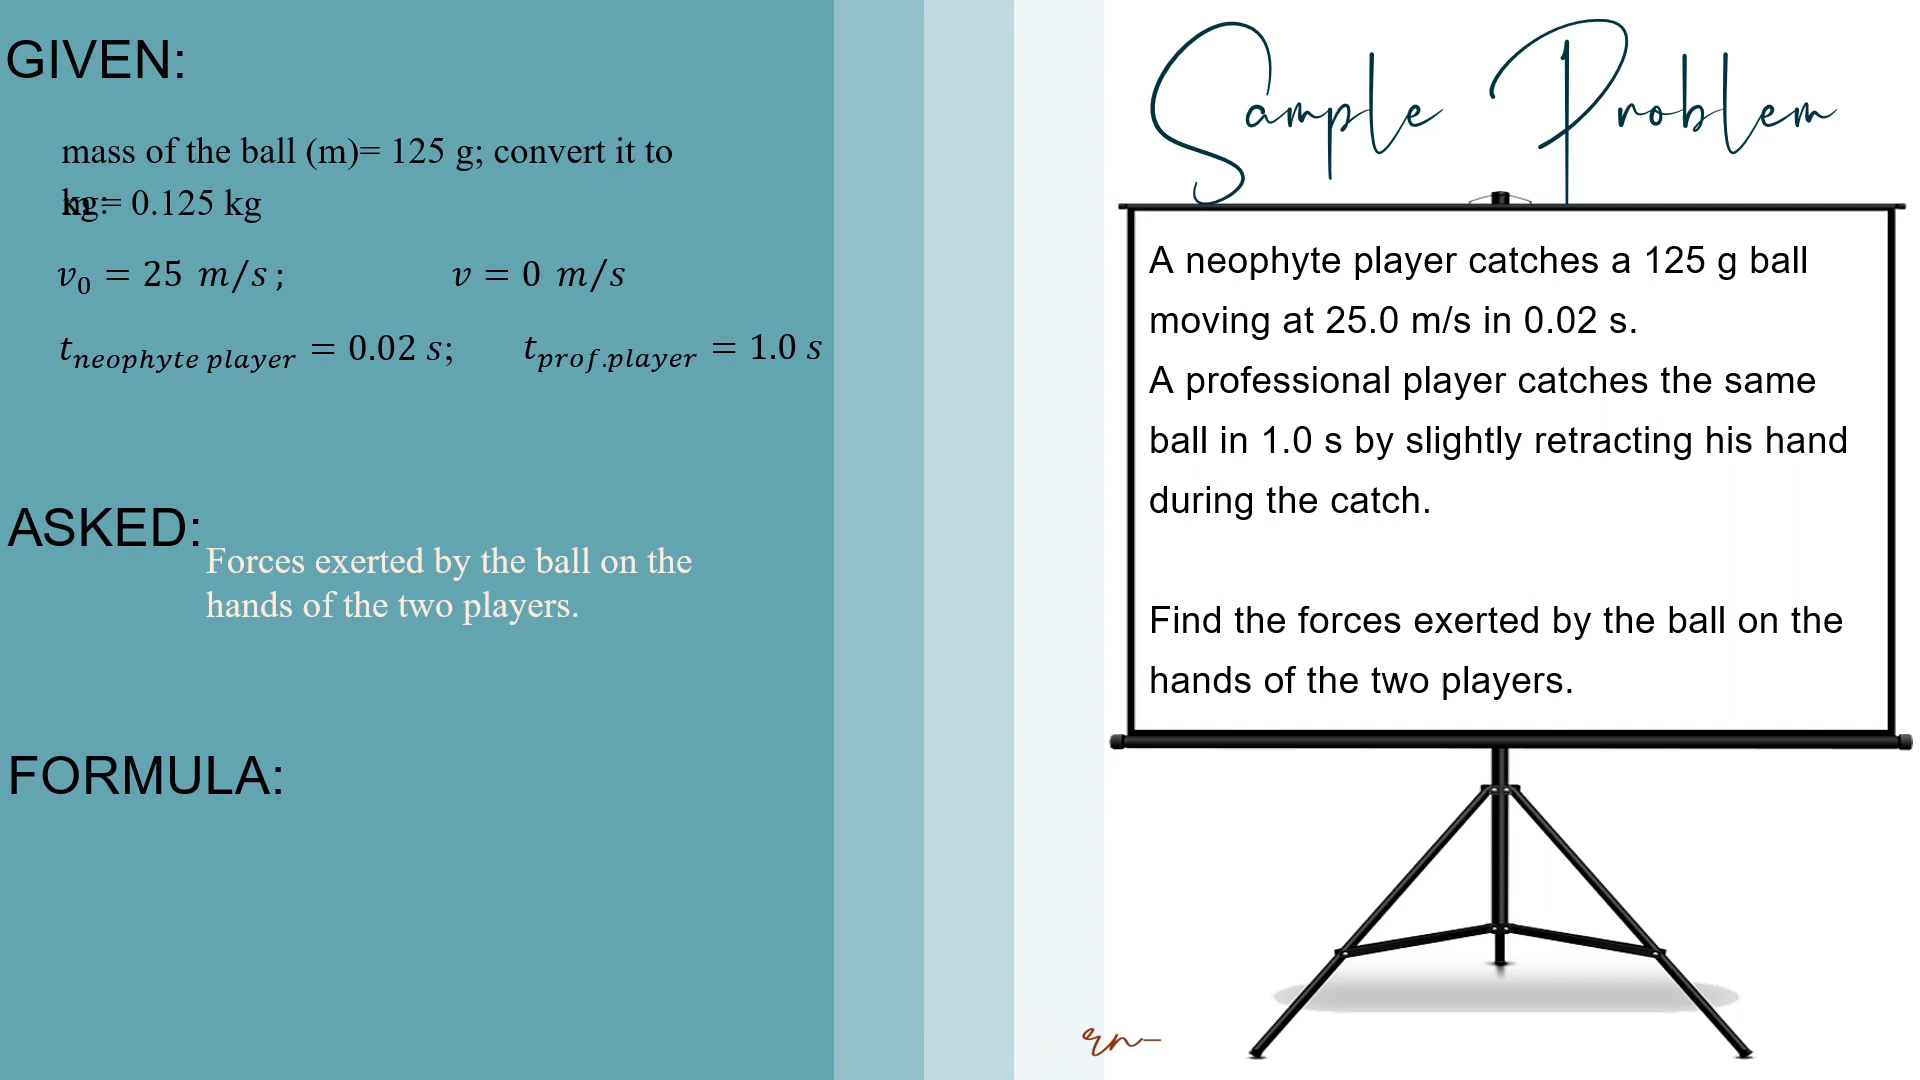 GIVEN:
mass of the ball (m)= 125 g; convert it to
kg:
m = 0.125 kg
v₀ = 25 m/s ;
v = 0 m/s
t_neophyte player = 0.02 s;
t_prof.player = 1.0 s
ASKED:
Forces exerted by the ball on the
hands of the two players.
FORMULA:
Sample Problem
A neophyte player catches a 125 g ball
moving at 25.0 m/s in 0.02 s.
A professional player catches the same
ball in 1.0 s by slightly retracting his hand
during the catch.
Find the forces exerted by the ball on the
hands of the two players.